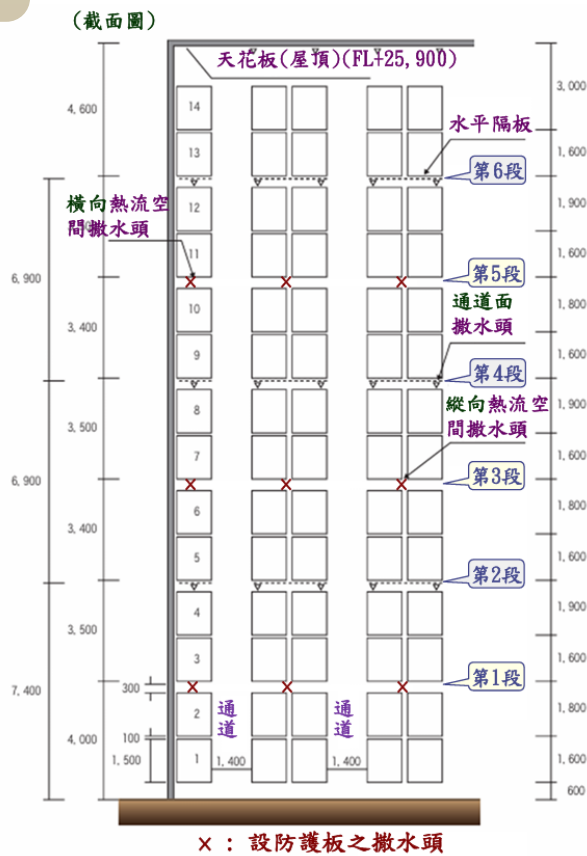 (截面圖)
天花板(屋頂)(FL+25,900)
4,600
3,000
14
水平隔板
13
1,600
第6段
橫向熱流空
間撒水頭
12
1,900
00
11
1,600
第5段
6,900
10
通道面
撒水頭
1,800
3,400
9
1,600
第4段
8
1,900
縱向熱流空
間撒水頭
3,500
7
1,600
6,900
第3段
6
1,800
3,400
5
1,600
第2段
4
1,900
3,500
3
1,600
第1段
7,400
300
2
通道
通道
1,800
4,000
100
1,500
1
1,400
1,400
1,600
600
× : 設防護板之撒水頭